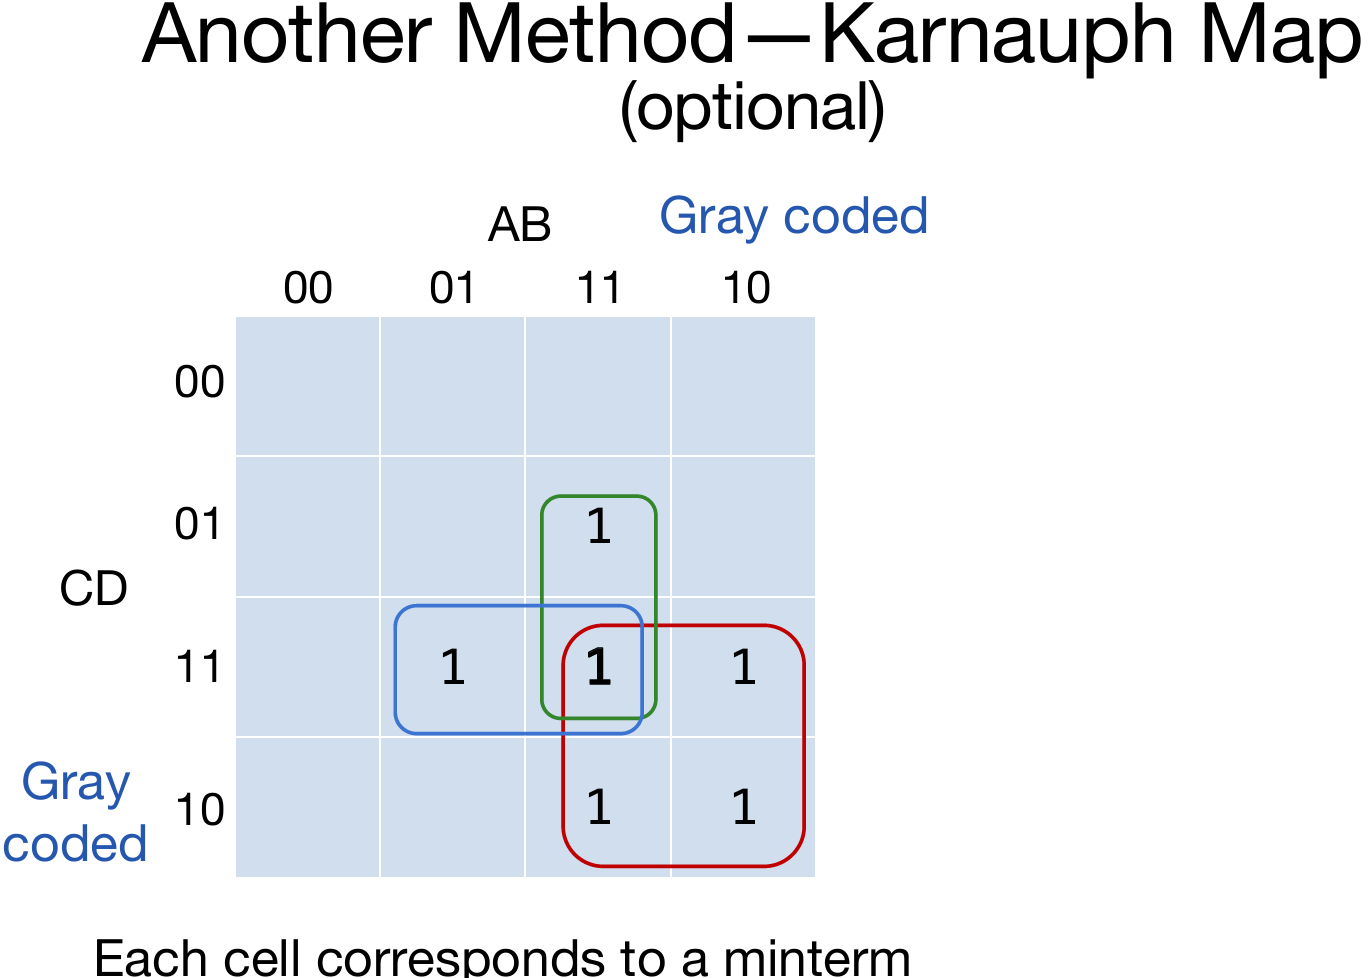 Another Method—Karnauph Map
(optional)
AB Gray coded
00 01 11 10
00
01 1
CD
11 1 1 1
Gray
coded
10 1 1
Each cell corresponds to a minterm